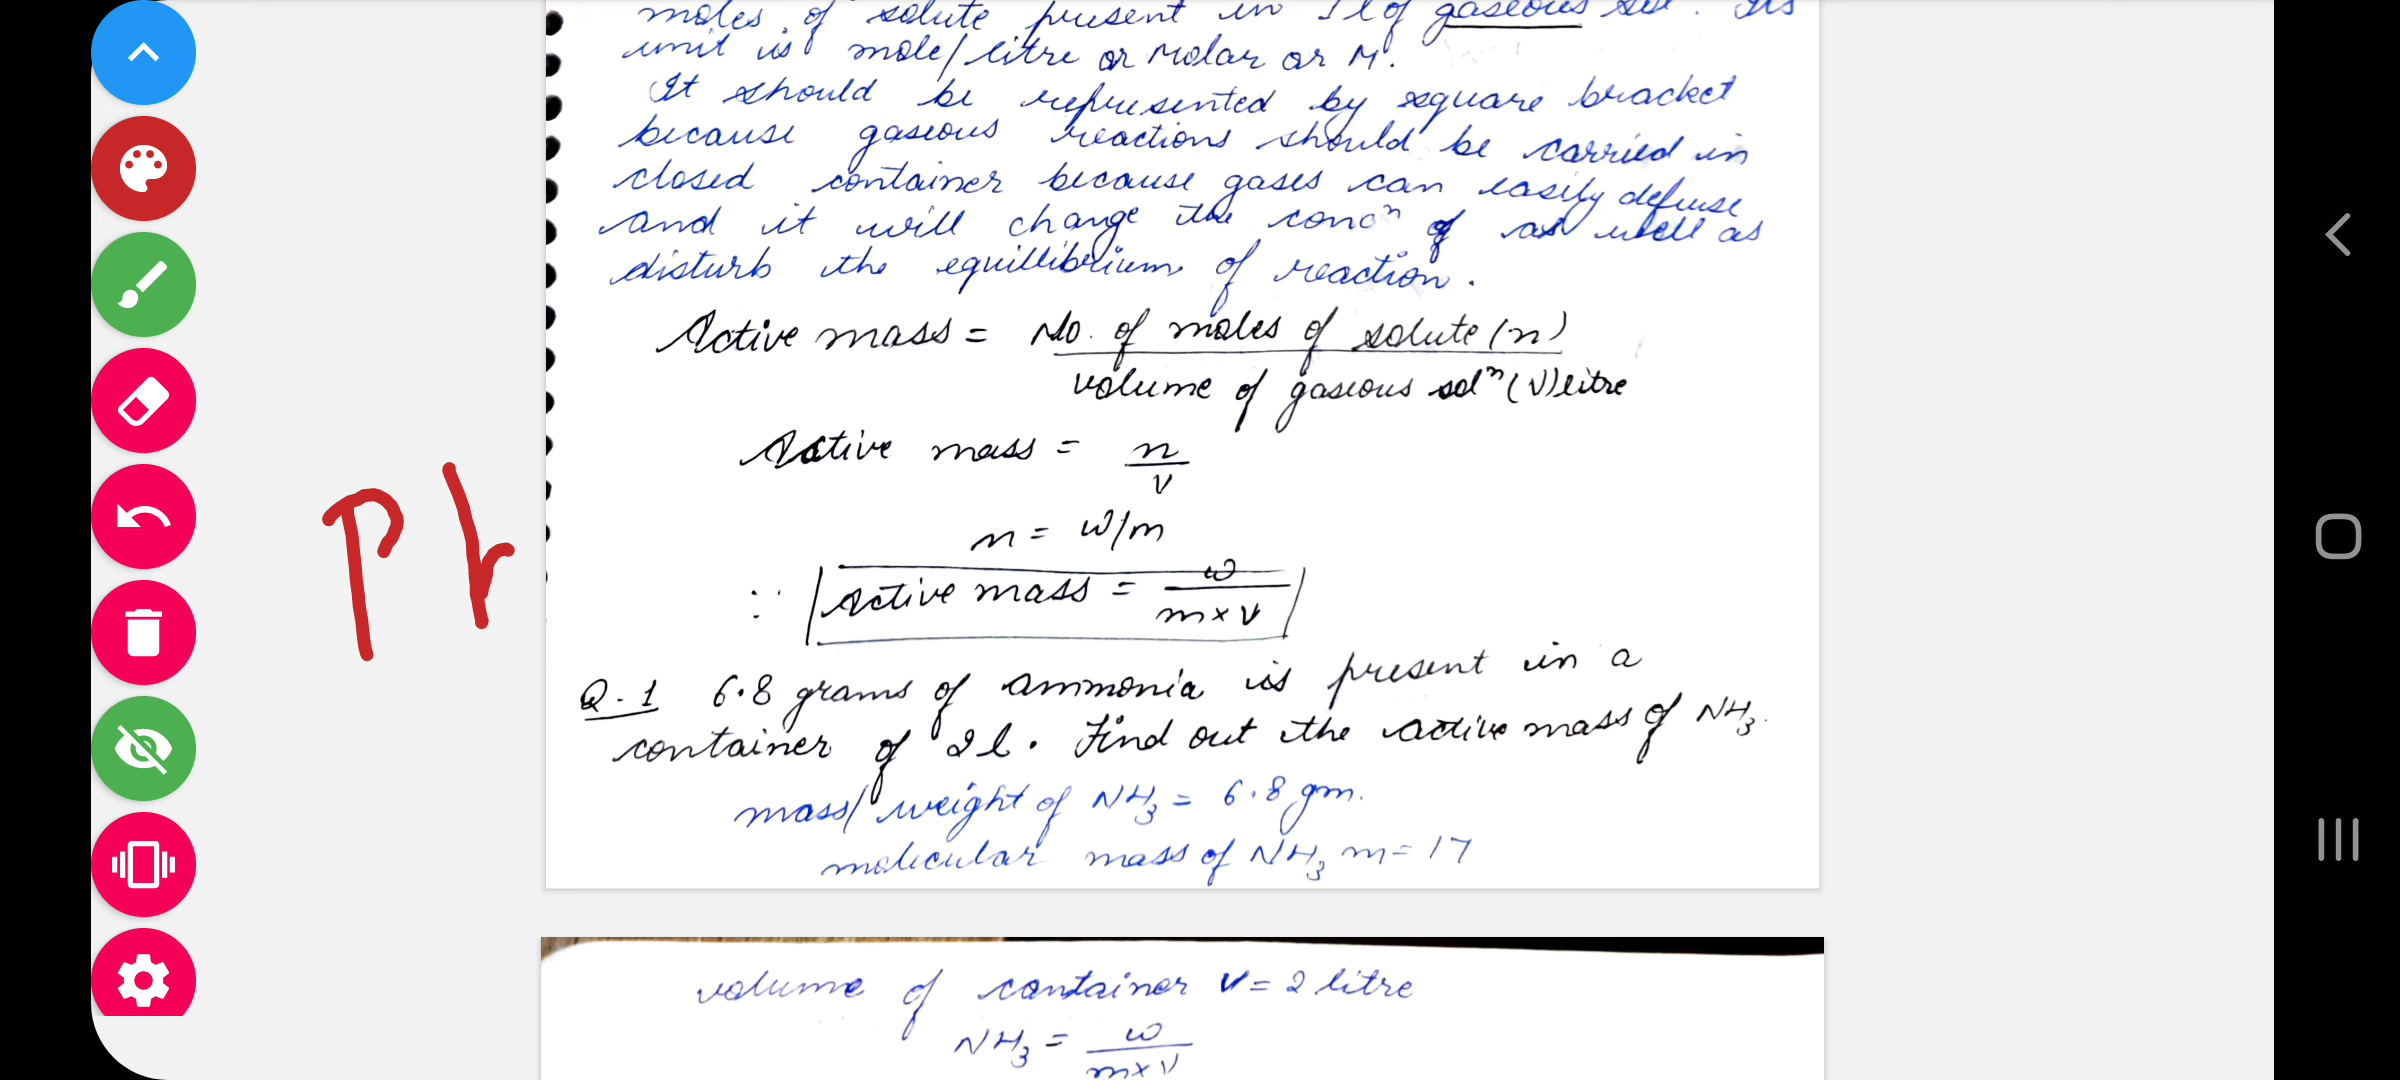 moles of solute present in 1 l of gaseous soln. Its
unit is mole/litre or Molar or M.
It should be represented by square bracket
because gaseous reactions should be carried in
closed container because gases can easily defuse
and it will change the concn of as well as
disturb the equillibrium of reaction.
Active mass = No. of moles of solute (n)
volume of gaseous soln (V) litre
Active mass = n
V
n = w/m
∵ Active mass = w
m×V
Q-1 6.8 grams of ammonia is present in a
container of 2l. Find out the active mass of NH3.
mass/weight of NH3 = 6.8 gm.
molecular mass of NH3 m= 17
Ph
volume of container V= 2 litre
NH3 = w
m×V